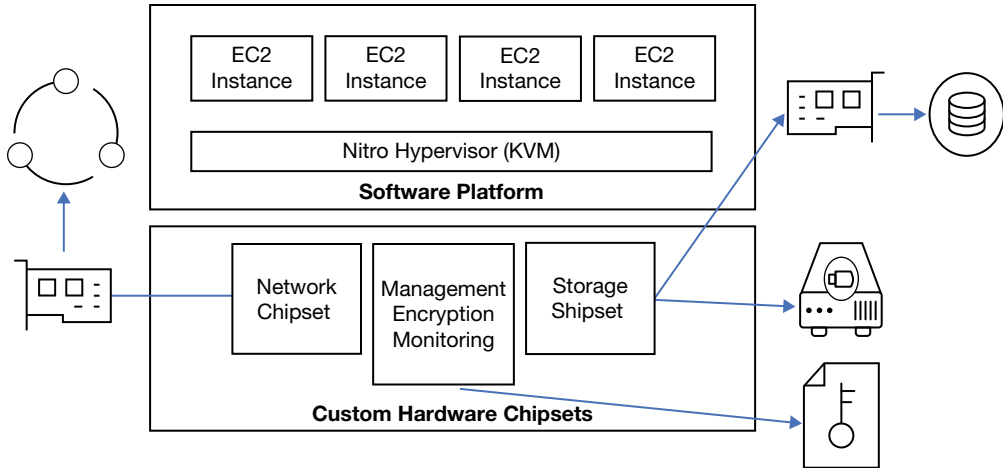 EC2
Instance
EC2
Instance
EC2
Instance
EC2
Instance
Nitro Hypervisor (KVM)
Software Platform
Network
Chipset
Management
Encryption
Monitoring
Storage
Shipset
Custom Hardware Chipsets